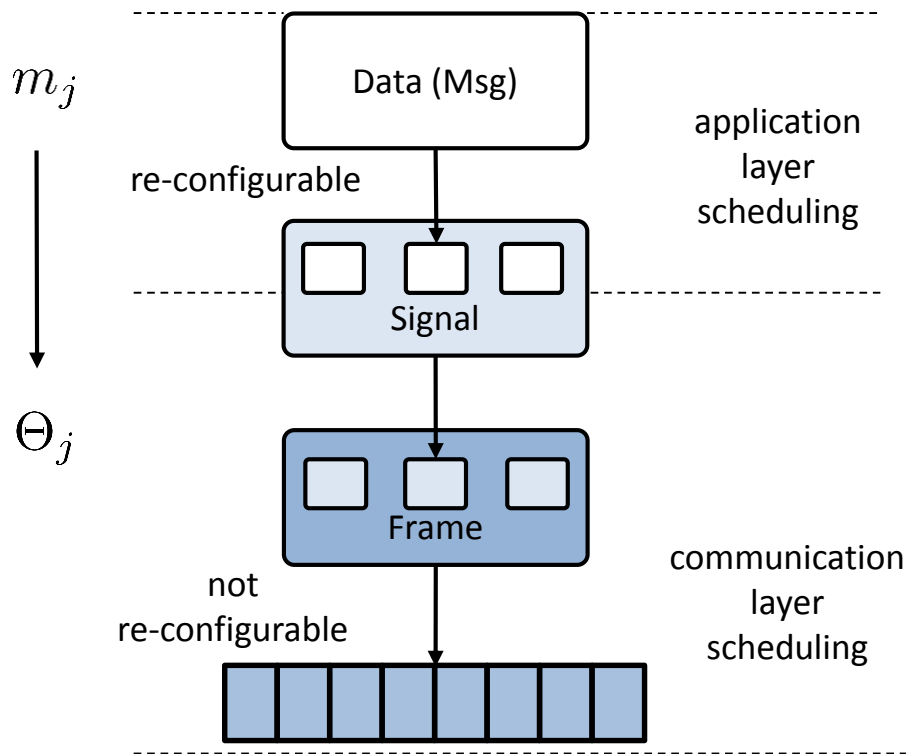 Data (Msg)
m_j
application
layer
scheduling
re-configurable
Signal
Θ_j
Frame
communication
layer
scheduling
not
re-configurable